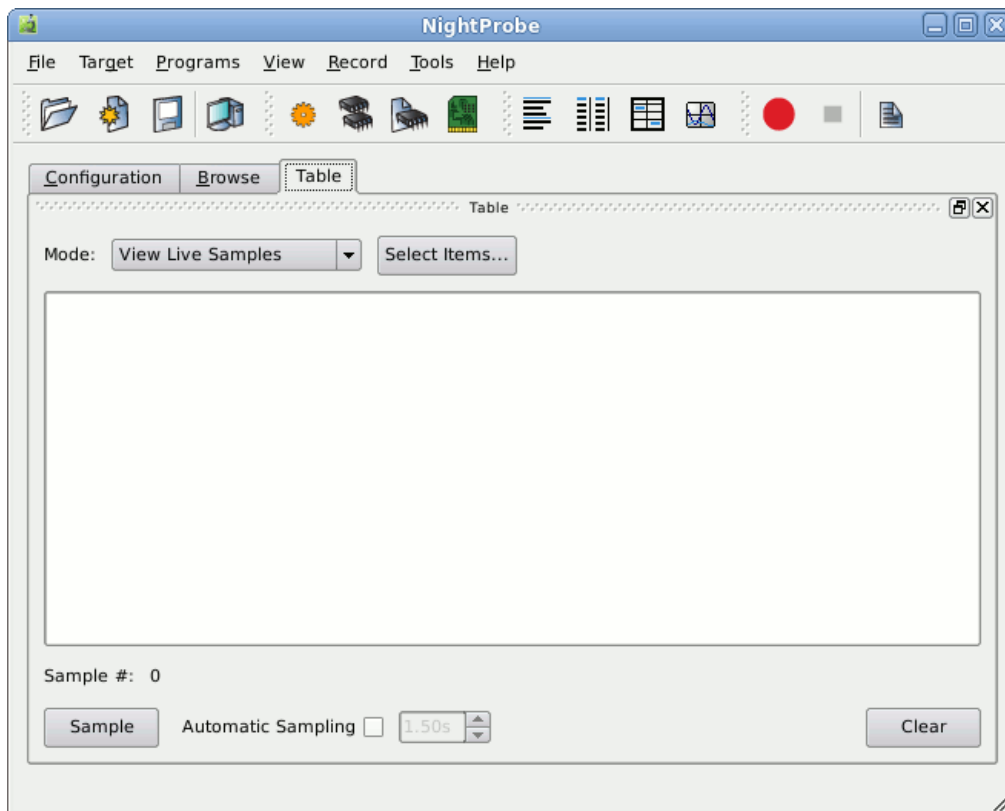 NightProbe
File Target Programs View Record Tools Help
Configuration Browse Table
Table
Mode: View Live Samples Select Items...
Sample #: 0
Sample Automatic Sampling 1.50s Clear